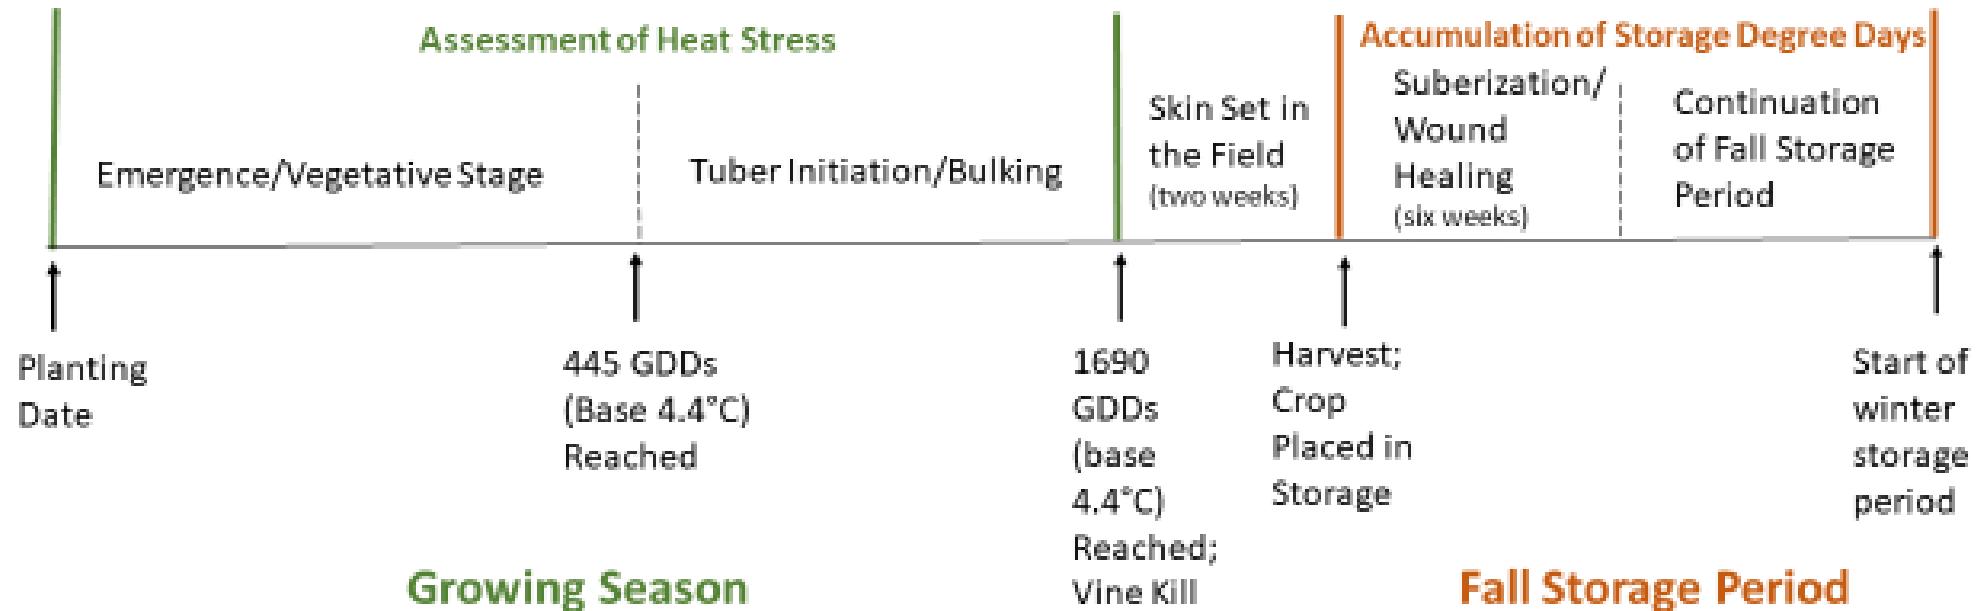 Assessment of Heat Stress
Accumulation of Storage Degree Days
Emergence/Vegetative Stage
Tuber Initiation/Bulking
Skin Set in
the Field
(two weeks)
Suberization/
Wound
Healing
(six weeks)
Continuation
of Fall Storage
Period
Planting
Date
445 GDDs
(Base 4.4°C)
Reached
1690
GDDs
(base
4.4°C)
Reached;
Vine Kill
Harvest;
Crop
Placed in
Storage
Start of
winter
storage
period
Growing Season
Fall Storage Period